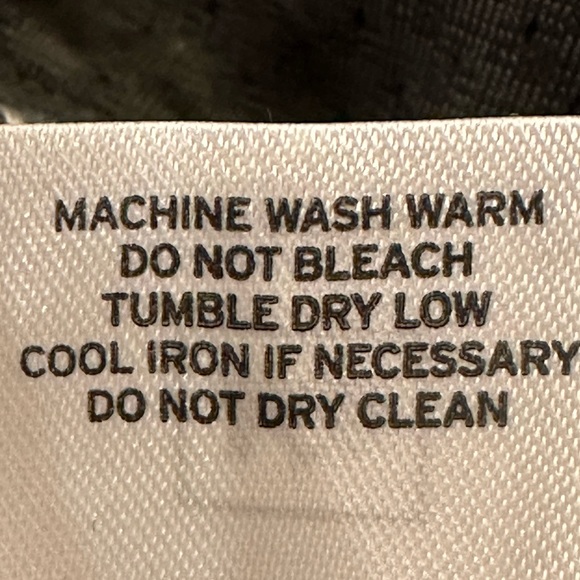 MACHINE WASH WARM
DO NOT BLEACH
TUMBLE DRY LOW
COOL IRON IF NECESSARY
DO NOT DRY CLEAN